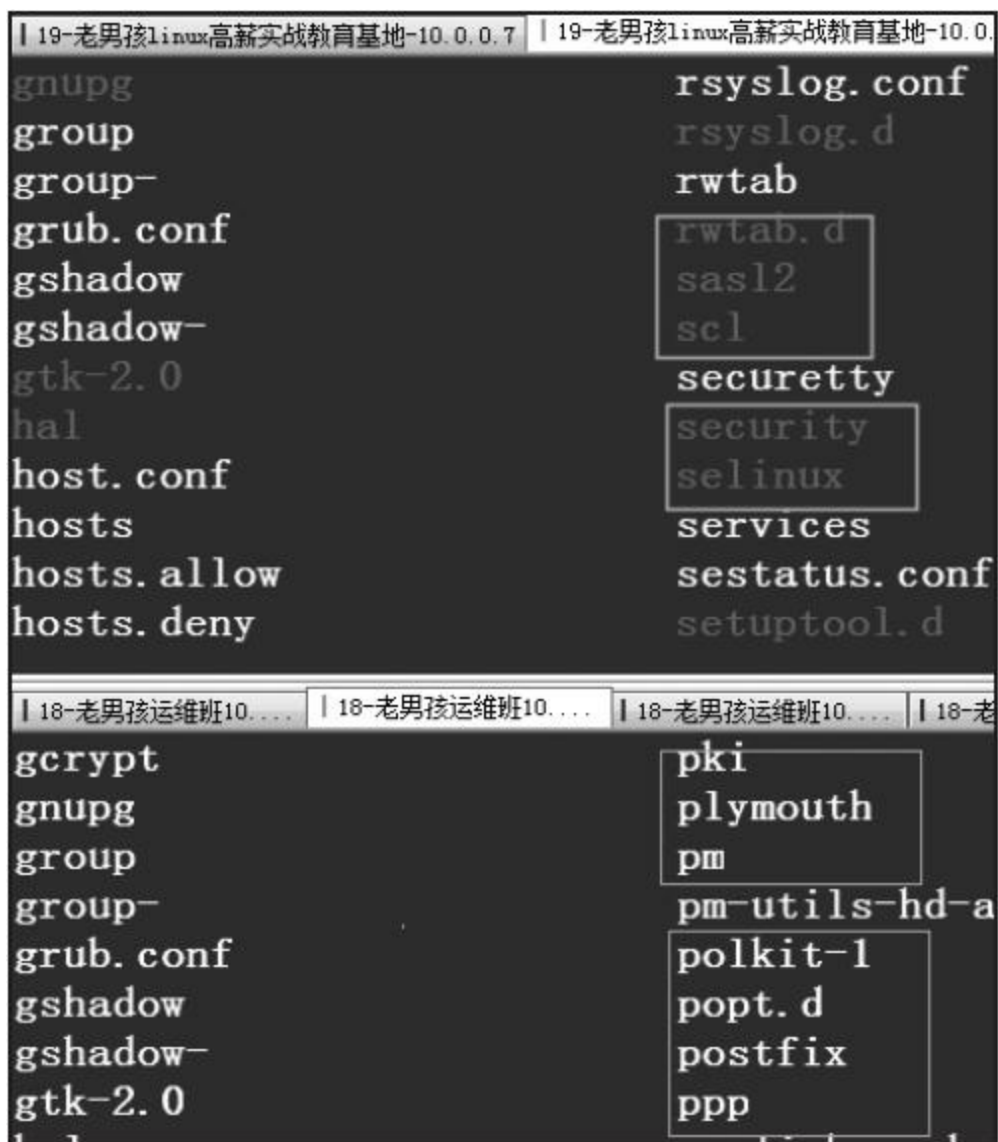 19-老男孩linux高薪实战教育基地-10.0.0.7
19-老男孩linux高薪实战教育基地-10.0.
gnupg rsyslog.conf
group rsyslog.d
group- rwtab
grub.conf rwtab.d
gshadow sasl2
gshadow- scl
gtk-2.0 securetty
hal security
host.conf selinux
hosts services
hosts.allow sestatus.conf
hosts.deny setuptool.d
18-老男孩运维班10....
18-老男孩运维班10....
18-老男孩运维班10....
18-老
gcrypt pki
gnupg plymouth
group pm
group- pm-utils-hd-a
grub.conf polkit-1
gshadow popt.d
gshadow- postfix
gtk-2.0 ppp